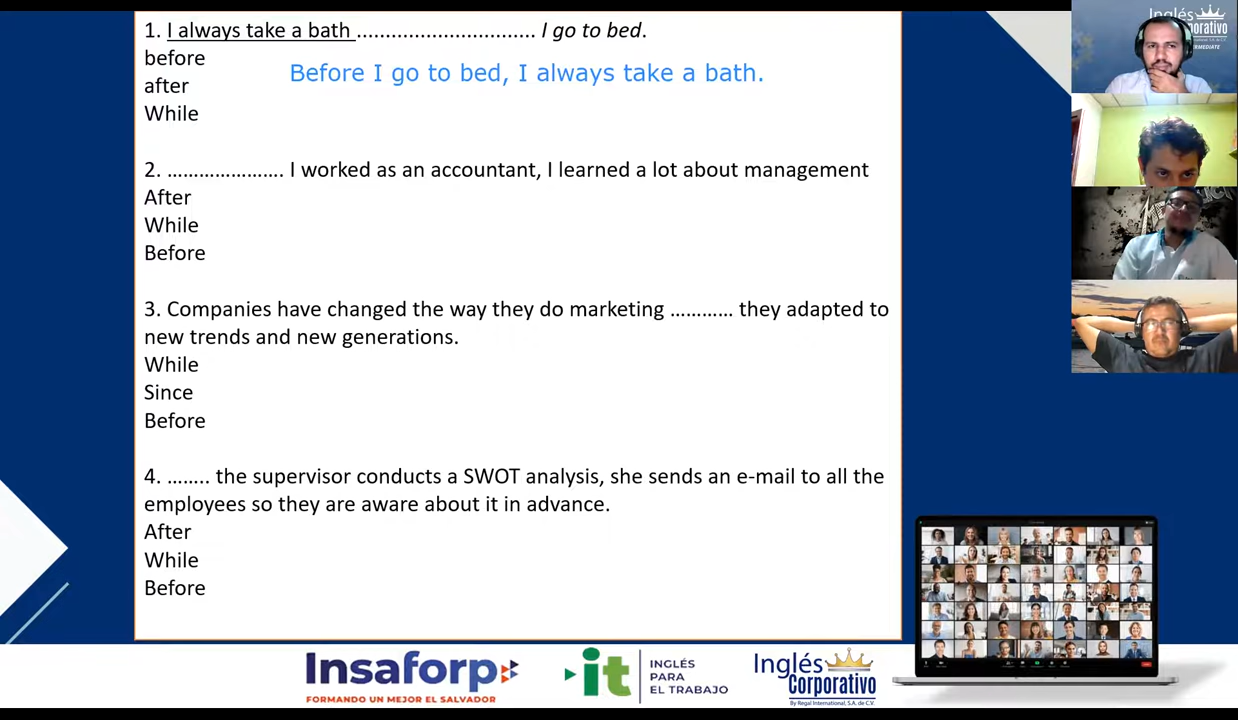 1. I always take a bath ............................... I go to bed.
before
after
While
Before I go to bed, I always take a bath.
2. …………………. I worked as an accountant, I learned a lot about management
After
While
Before
3. Companies have changed the way they do marketing ………… they adapted to
new trends and new generations.
While
Since
Before
4. …….. the supervisor conducts a SWOT analysis, she sends an e-mail to all the
employees so they are aware about it in advance.
After
While
Before
Insaforp
FORMANDO UN MEJOR EL SALVADOR
it
INGLÉS
PARA
EL TRABAJO
Inglés
Corporativo
By Regal International, S.A. de C.V.
Inglés